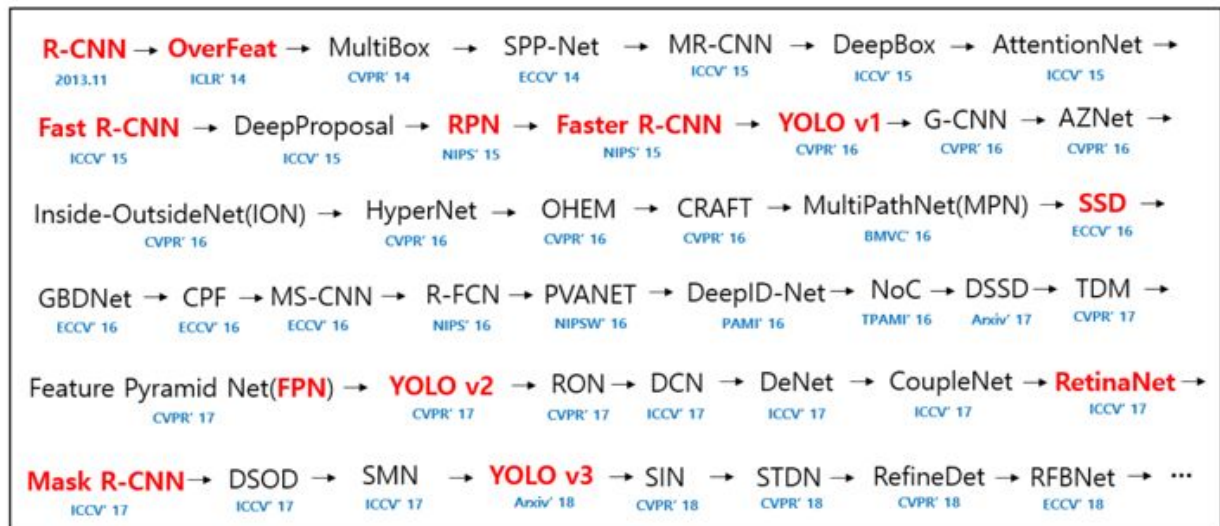 R-CNN → OverFeat → MultiBox → SPP-Net → MR-CNN → DeepBox → AttentionNet →
2013.11 ICLR' 14 CVPR' 14 ECCV' 14 ICCV' 15 ICCV' 15 ICCV' 15
Fast R-CNN → DeepProposal → RPN → Faster R-CNN → YOLO v1 → G-CNN → AZNet →
ICCV' 15 ICCV' 15 NIPS' 15 NIPS' 15 CVPR' 16 CVPR' 16 CVPR' 16
Inside-OutsideNet(ION) → HyperNet → OHEM → CRAFT → MultiPathNet(MPN) → SSD →
CVPR' 16 CVPR' 16 CVPR' 16 CVPR' 16 BMVC' 16 ECCV' 16
GBDNet → CPF → MS-CNN → R-FCN → PVANET → DeepID-Net → NoC → DSSD → TDM →
ECCV' 16 ECCV' 16 ECCV' 16 NIPS' 16 NIPSW' 16 PAMI' 16 TPAMI' 16 Arxiv' 17 CVPR' 17
Feature Pyramid Net(FPN) → YOLO v2 → RON → DCN → DeNet → CoupleNet → RetinaNet →
CVPR' 17 CVPR' 17 CVPR' 17 ICCV' 17 ICCV' 17 ICCV' 17 ICCV' 17
Mask R-CNN → DSOD → SMN → YOLO v3 → SIN → STDN → RefineDet → RFBNet → ···
ICCV' 17 ICCV' 17 ICCV' 17 Arxiv' 18 CVPR' 18 CVPR' 18 CVPR' 18 ECCV' 18